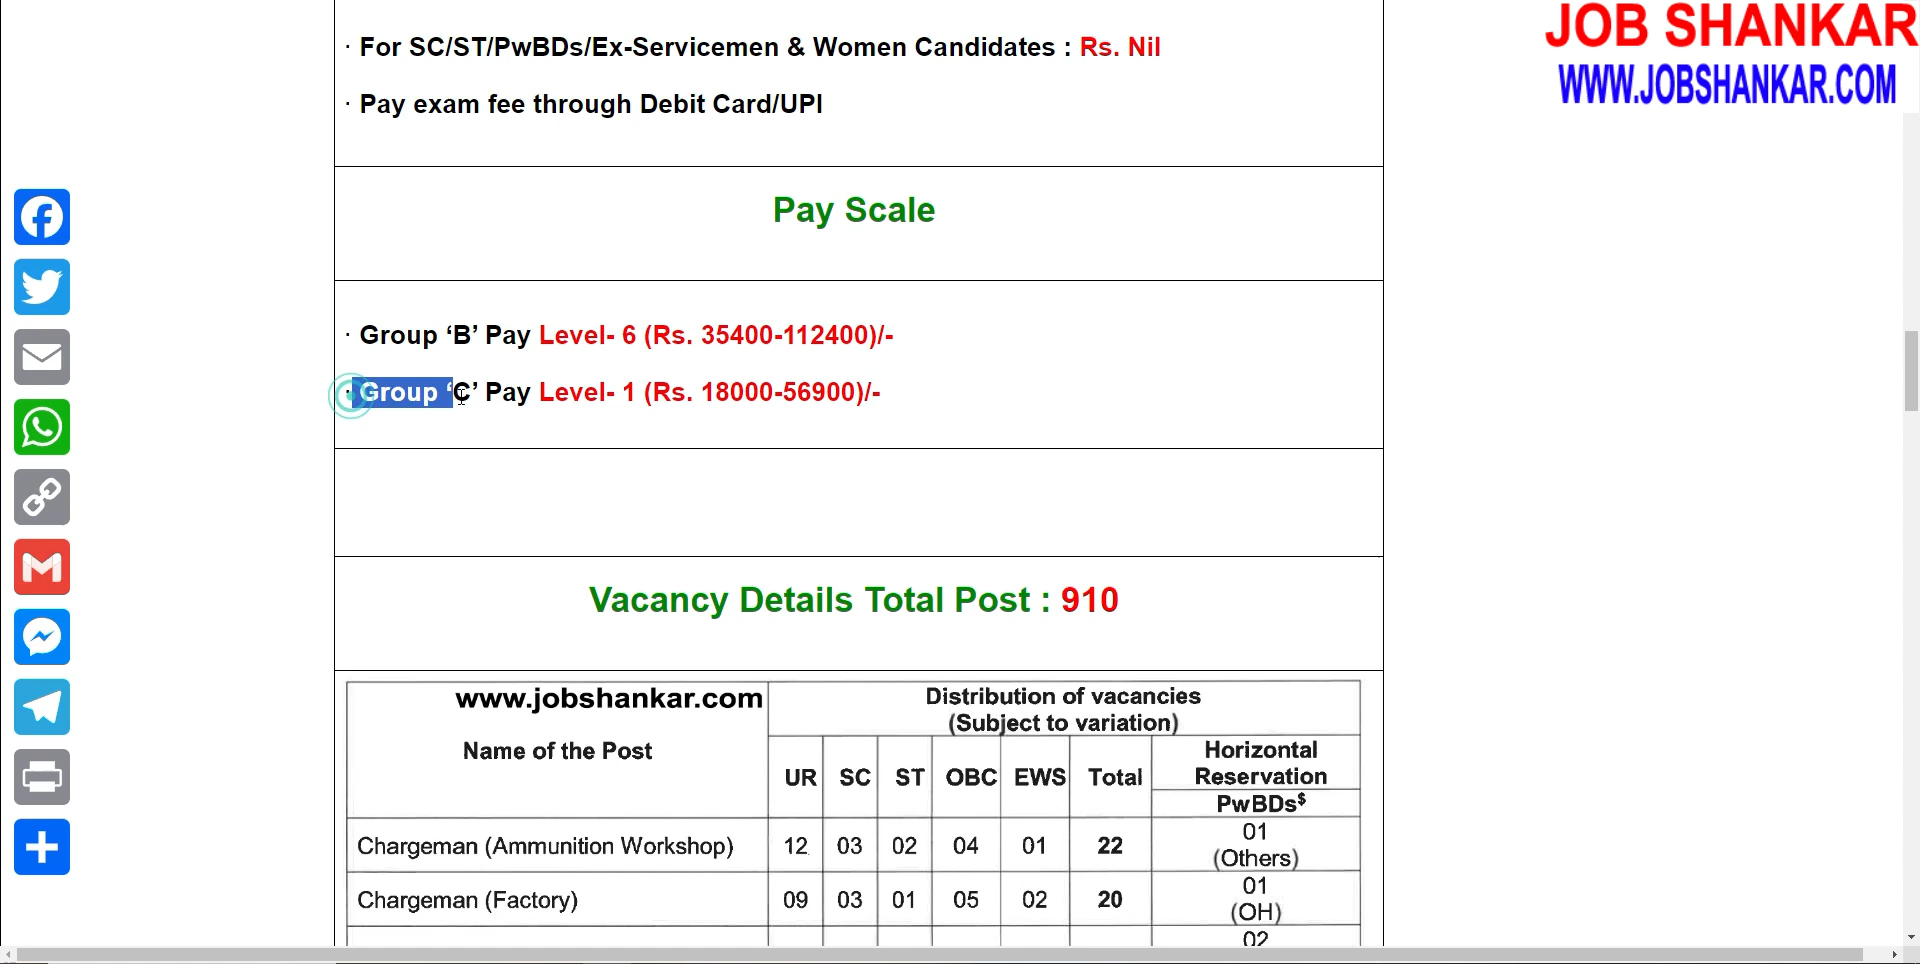 JOB SHANKAR
WWW.JOBSHANKAR.COM
· For SC/ST/PwBDs/Ex-Servicemen & Women Candidates : Rs. Nil
· Pay exam fee through Debit Card/UPI
Pay Scale
· Group ‘B’ Pay Level- 6 (Rs. 35400-112400)/-
· Group ‘C’ Pay Level- 1 (Rs. 18000-56900)/-
Vacancy Details Total Post : 910
www.jobshankar.com
Distribution of vacancies
(Subject to variation)
Name of the Post
UR SC ST OBC EWS Total
Horizontal
Reservation
PwBDs$
Chargeman (Ammunition Workshop) 12 03 02 04 01 22 01
(Others)
Chargeman (Factory) 09 03 01 05 02 20 01
(OH)
02